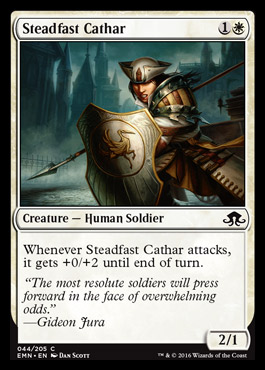 Steadfast Cathar 1
Creature — Human Soldier
Whenever Steadfast Cathar attacks,
it gets +0/+2 until end of turn.
“The most resolute soldiers will press
forward in the face of overwhelming
odds.”
—Gideon Jura
2/1
044/205 C
EMN • EN Dan Scott
™ & © 2016 Wizards of the Coast